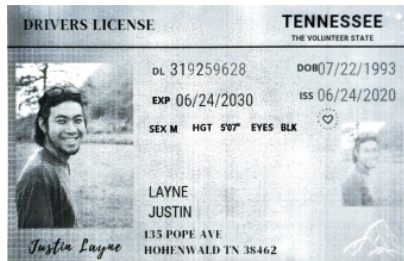 DRIVERS LICENSE
TENNESSEE
THE VOLUNTEER STATE
DL 319259628
DOB 07/22/1993
EXP 06/24/2030
ISS 06/24/2020
SEX M HGT 5'07" EYES BLK
LAYNE
JUSTIN
135 POPE AVE
HOHENWALD TN 38462
Justin Layne